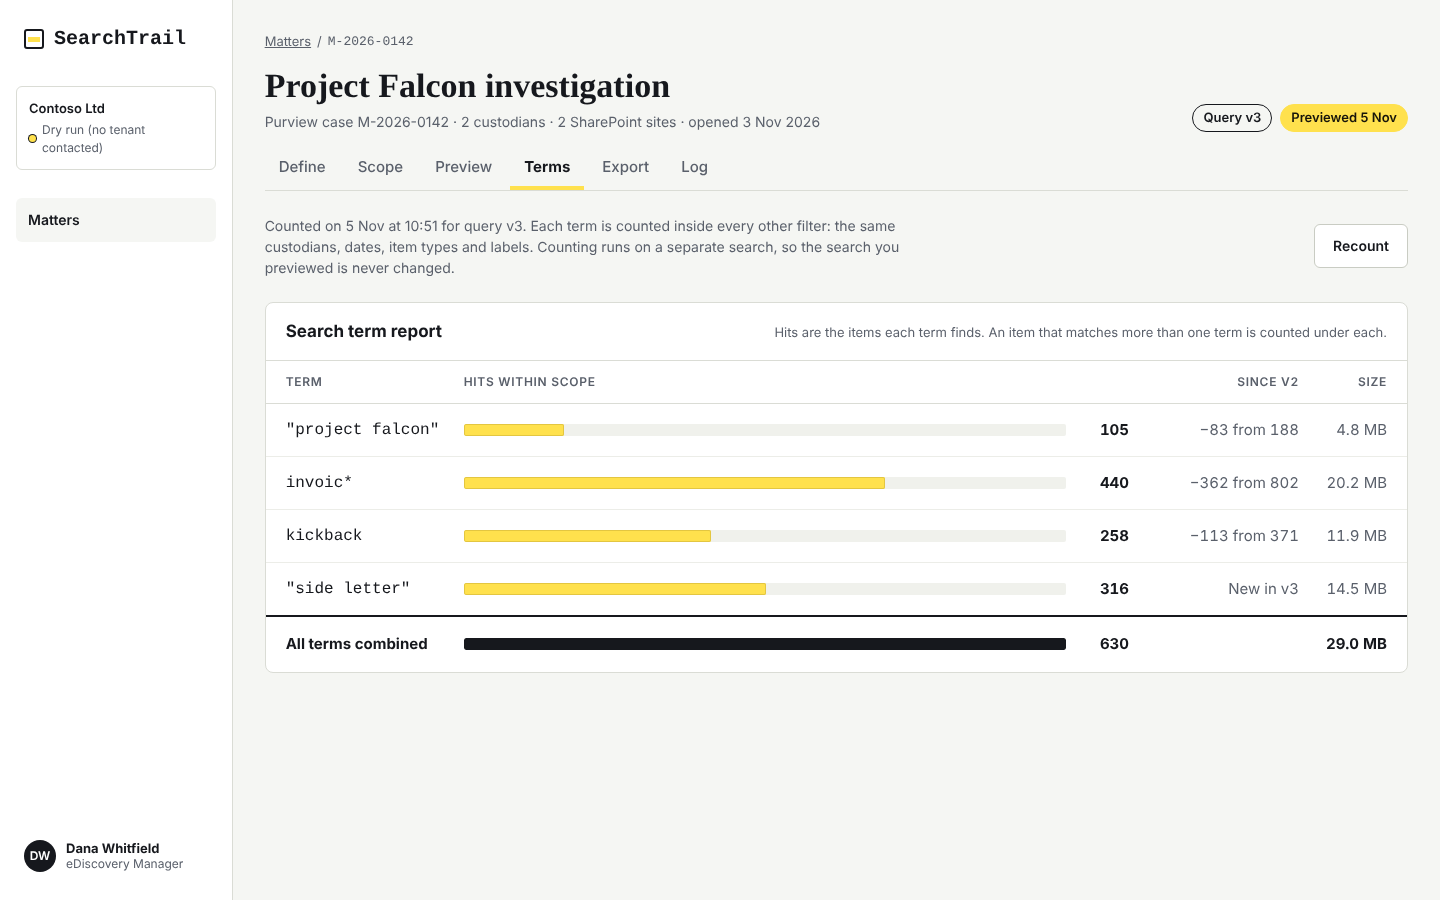 SearchTrail
Contoso Ltd
Dry run (no tenant
contacted)
Matters
DW
Dana Whitfield
eDiscovery Manager
Matters / M-2026-0142
Project Falcon investigation
Purview case M-2026-0142 · 2 custodians · 2 SharePoint sites · opened 3 Nov 2026
Query v3 Previewed 5 Nov
Define Scope Preview Terms Export Log
Counted on 5 Nov at 10:51 for query v3. Each term is counted inside every other filter: the same
custodians, dates, item types and labels. Counting runs on a separate search, so the search you
previewed is never changed.
Recount
Search term report
Hits are the items each term finds. An item that matches more than one term is counted under each.
TERM HITS WITHIN SCOPE SINCE V2 SIZE
"project falcon" 105 −83 from 188 4.8 MB
invoic* 440 −362 from 802 20.2 MB
kickback 258 −113 from 371 11.9 MB
"side letter" 316 New in v3 14.5 MB
All terms combined 630 29.0 MB